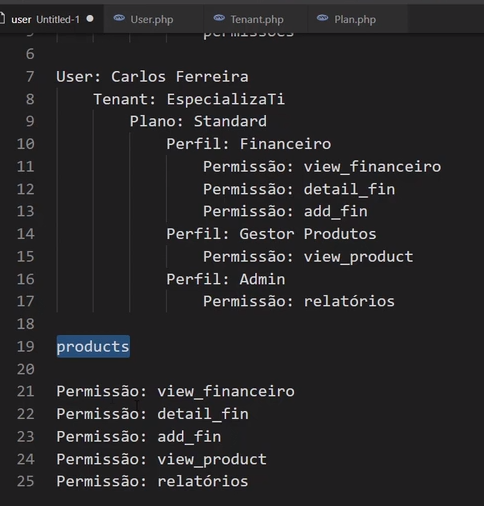 user Untitled-1 User.php Tenant.php Plan.php
5 permissões
6
7 User: Carlos Ferreira
8 Tenant: EspecializaTi
9 Plano: Standard
10 Perfil: Financeiro
11 Permissão: view_financeiro
12 Permissão: detail_fin
13 Permissão: add_fin
14 Perfil: Gestor Produtos
15 Permissão: view_product
16 Perfil: Admin
17 Permissão: relatórios
18
19 products
20
21 Permissão: view_financeiro
22 Permissão: detail_fin
23 Permissão: add_fin
24 Permissão: view_product
25 Permissão: relatórios